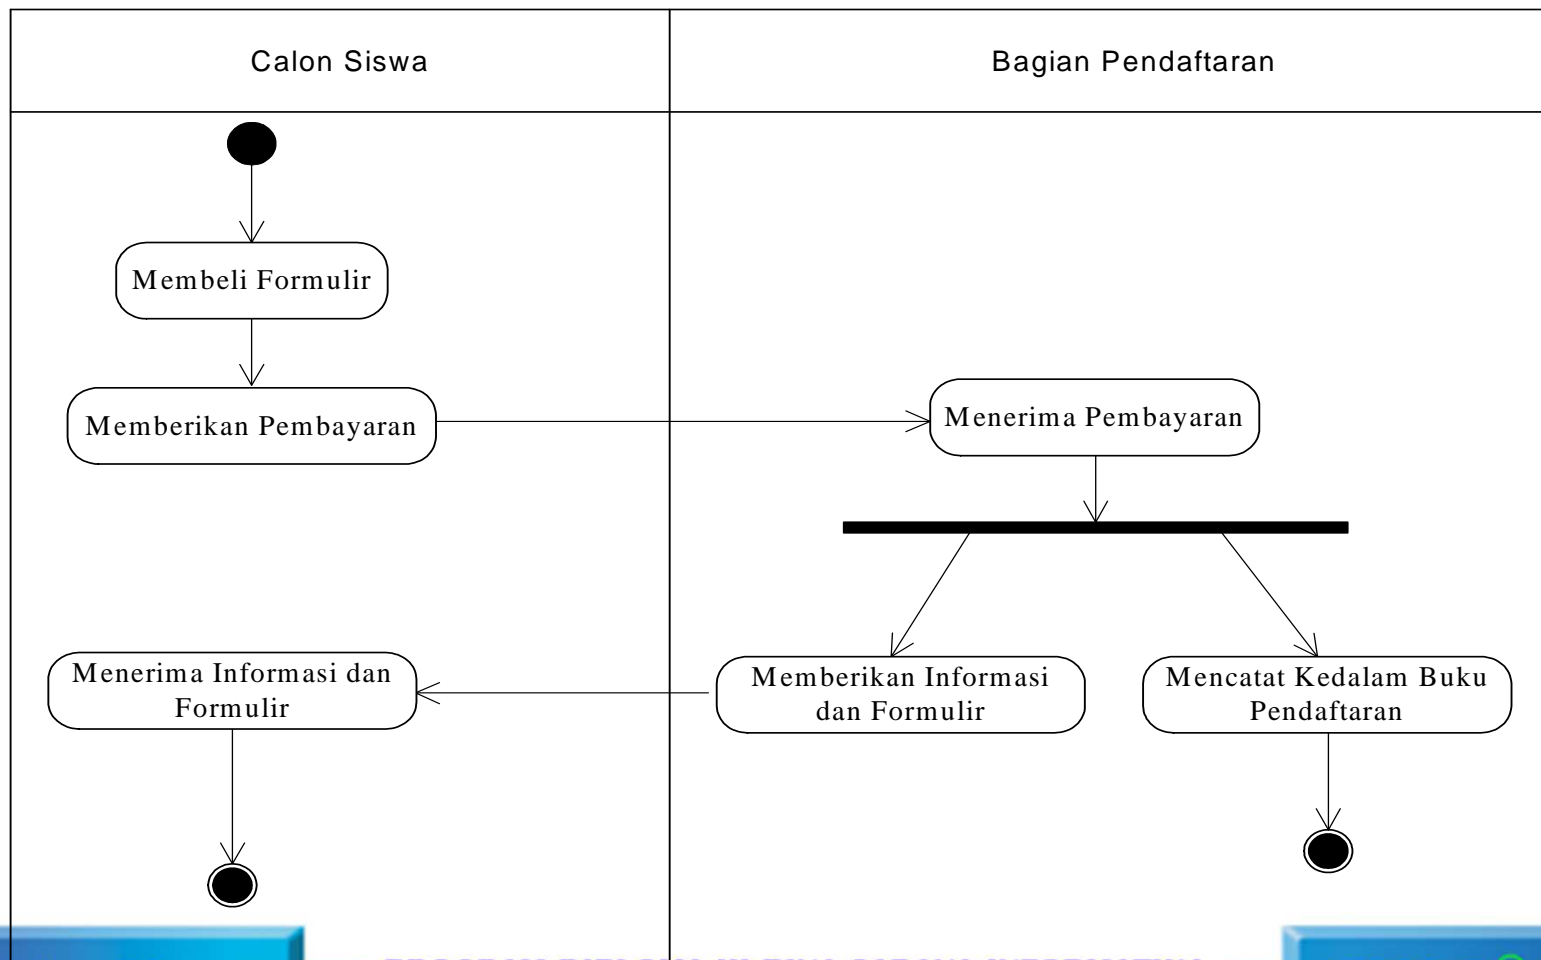 Calon Siswa
Bagian Pendaftaran
Membeli Formulir
Memberikan Pembayaran
Menerima Pembayaran
Menerima Informasi dan
Formulir
Memberikan Informasi
dan Formulir
Mencatat Kedalam Buku
Pendaftaran